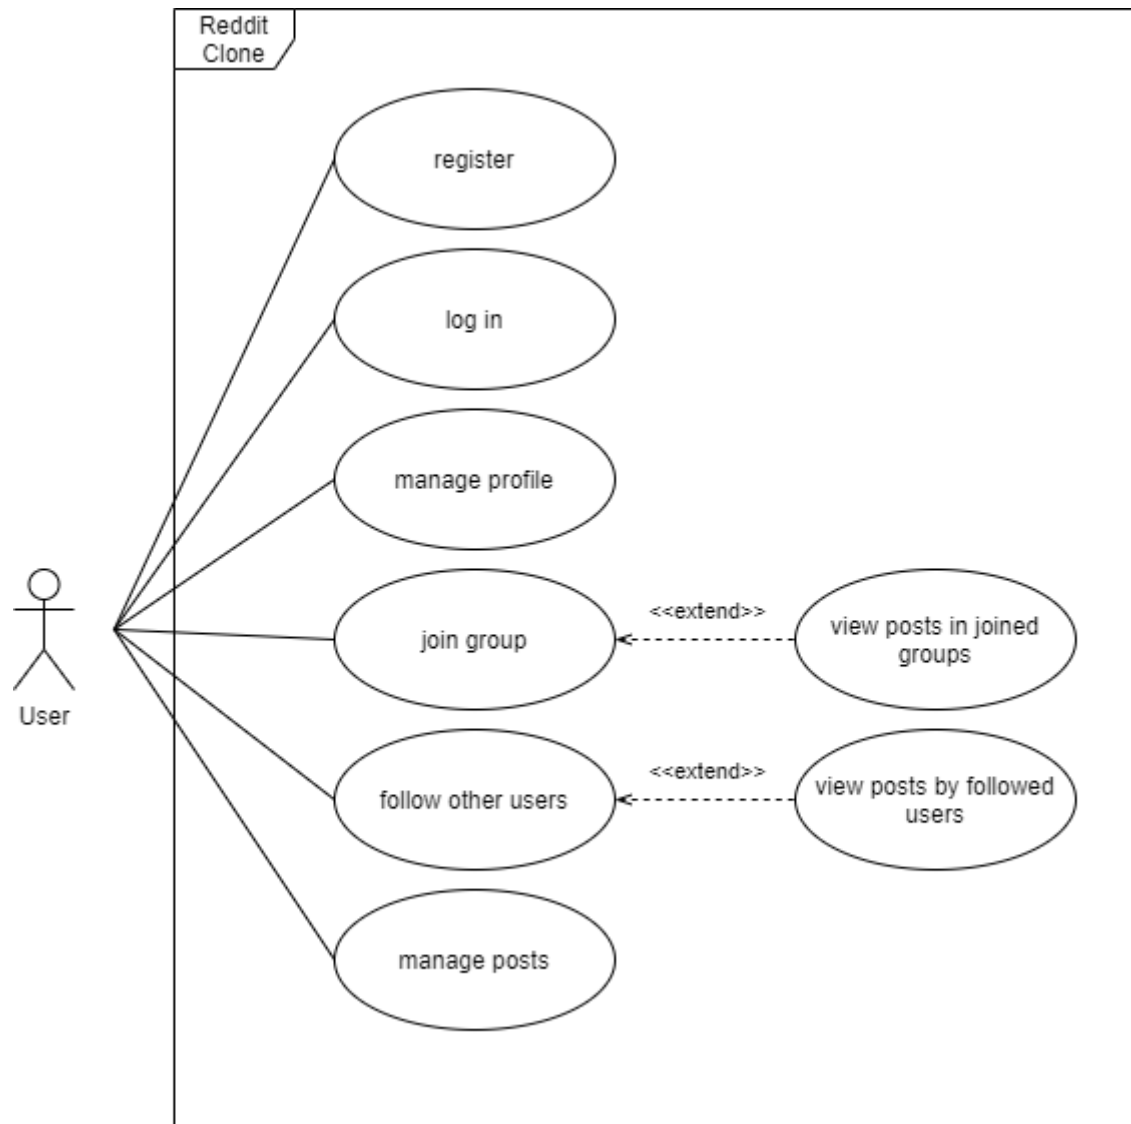 Reddit
Clone
register
log in
manage profile
<<extend>>
view posts in joined
groups
join group
User
<<extend>>
view posts by followed
users
follow other users
manage posts